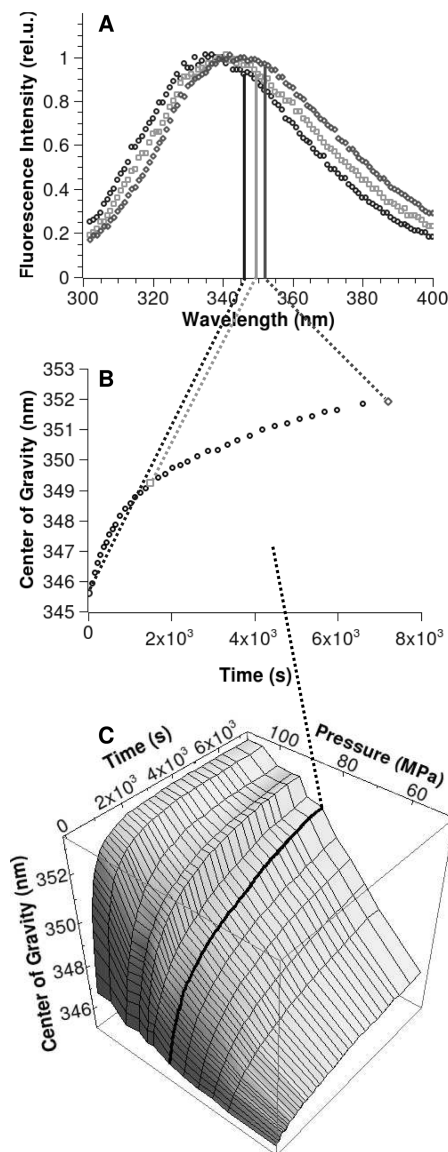 A
Fluorescence Intensity (rel.u.)
1
0.8
0.6
0.4
0.2
0
300 320 340 360 380 400
Wavelength (nm)
B
Center of Gravity (nm)
353
352
351
350
349
348
347
346
345
0 2x10³ 4x10³ 6x10³ 8x10³
Time (s)
C
Time (s)
0 2x10³ 4x10³ 6x10³
Pressure (MPa)
100 80 60
Center of Gravity (nm)
352
350
348
346